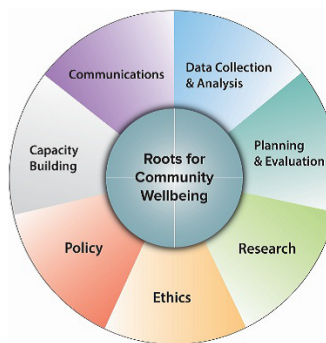 Communications
Data Collection
& Analysis
Planning
& Evaluation
Research
Ethics
Policy
Capacity
Building
Roots for
Community
Wellbeing